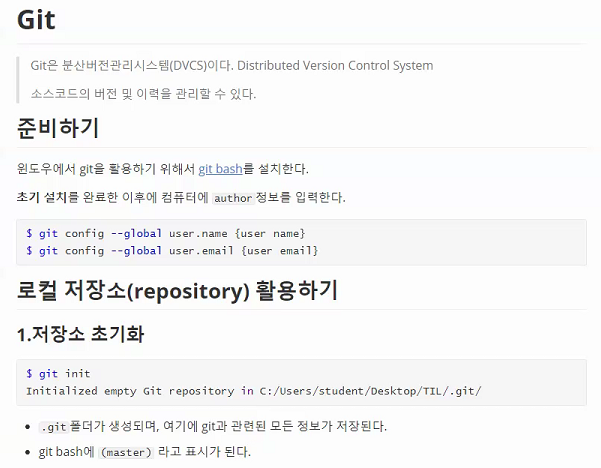 Git
Git은 분산버전관리시스템(DVCS)이다. Distributed Version Control System
소스코드의 버전 및 이력을 관리할 수 있다.
준비하기
윈도우에서 git을 활용하기 위해서 git bash를 설치한다.
초기 설치를 완료한 이후에 컴퓨터에 author 정보를 입력한다.
$ git config --global user.name {user name}
$ git config --global user.email {user email}
로컬 저장소(repository) 활용하기
1.저장소 초기화
$ git init
Initialized empty Git repository in C:/Users/student/Desktop/TIL/.git/
.git 폴더가 생성되며, 여기에 git과 관련된 모든 정보가 저장된다.
git bash에 (master) 라고 표시가 된다.